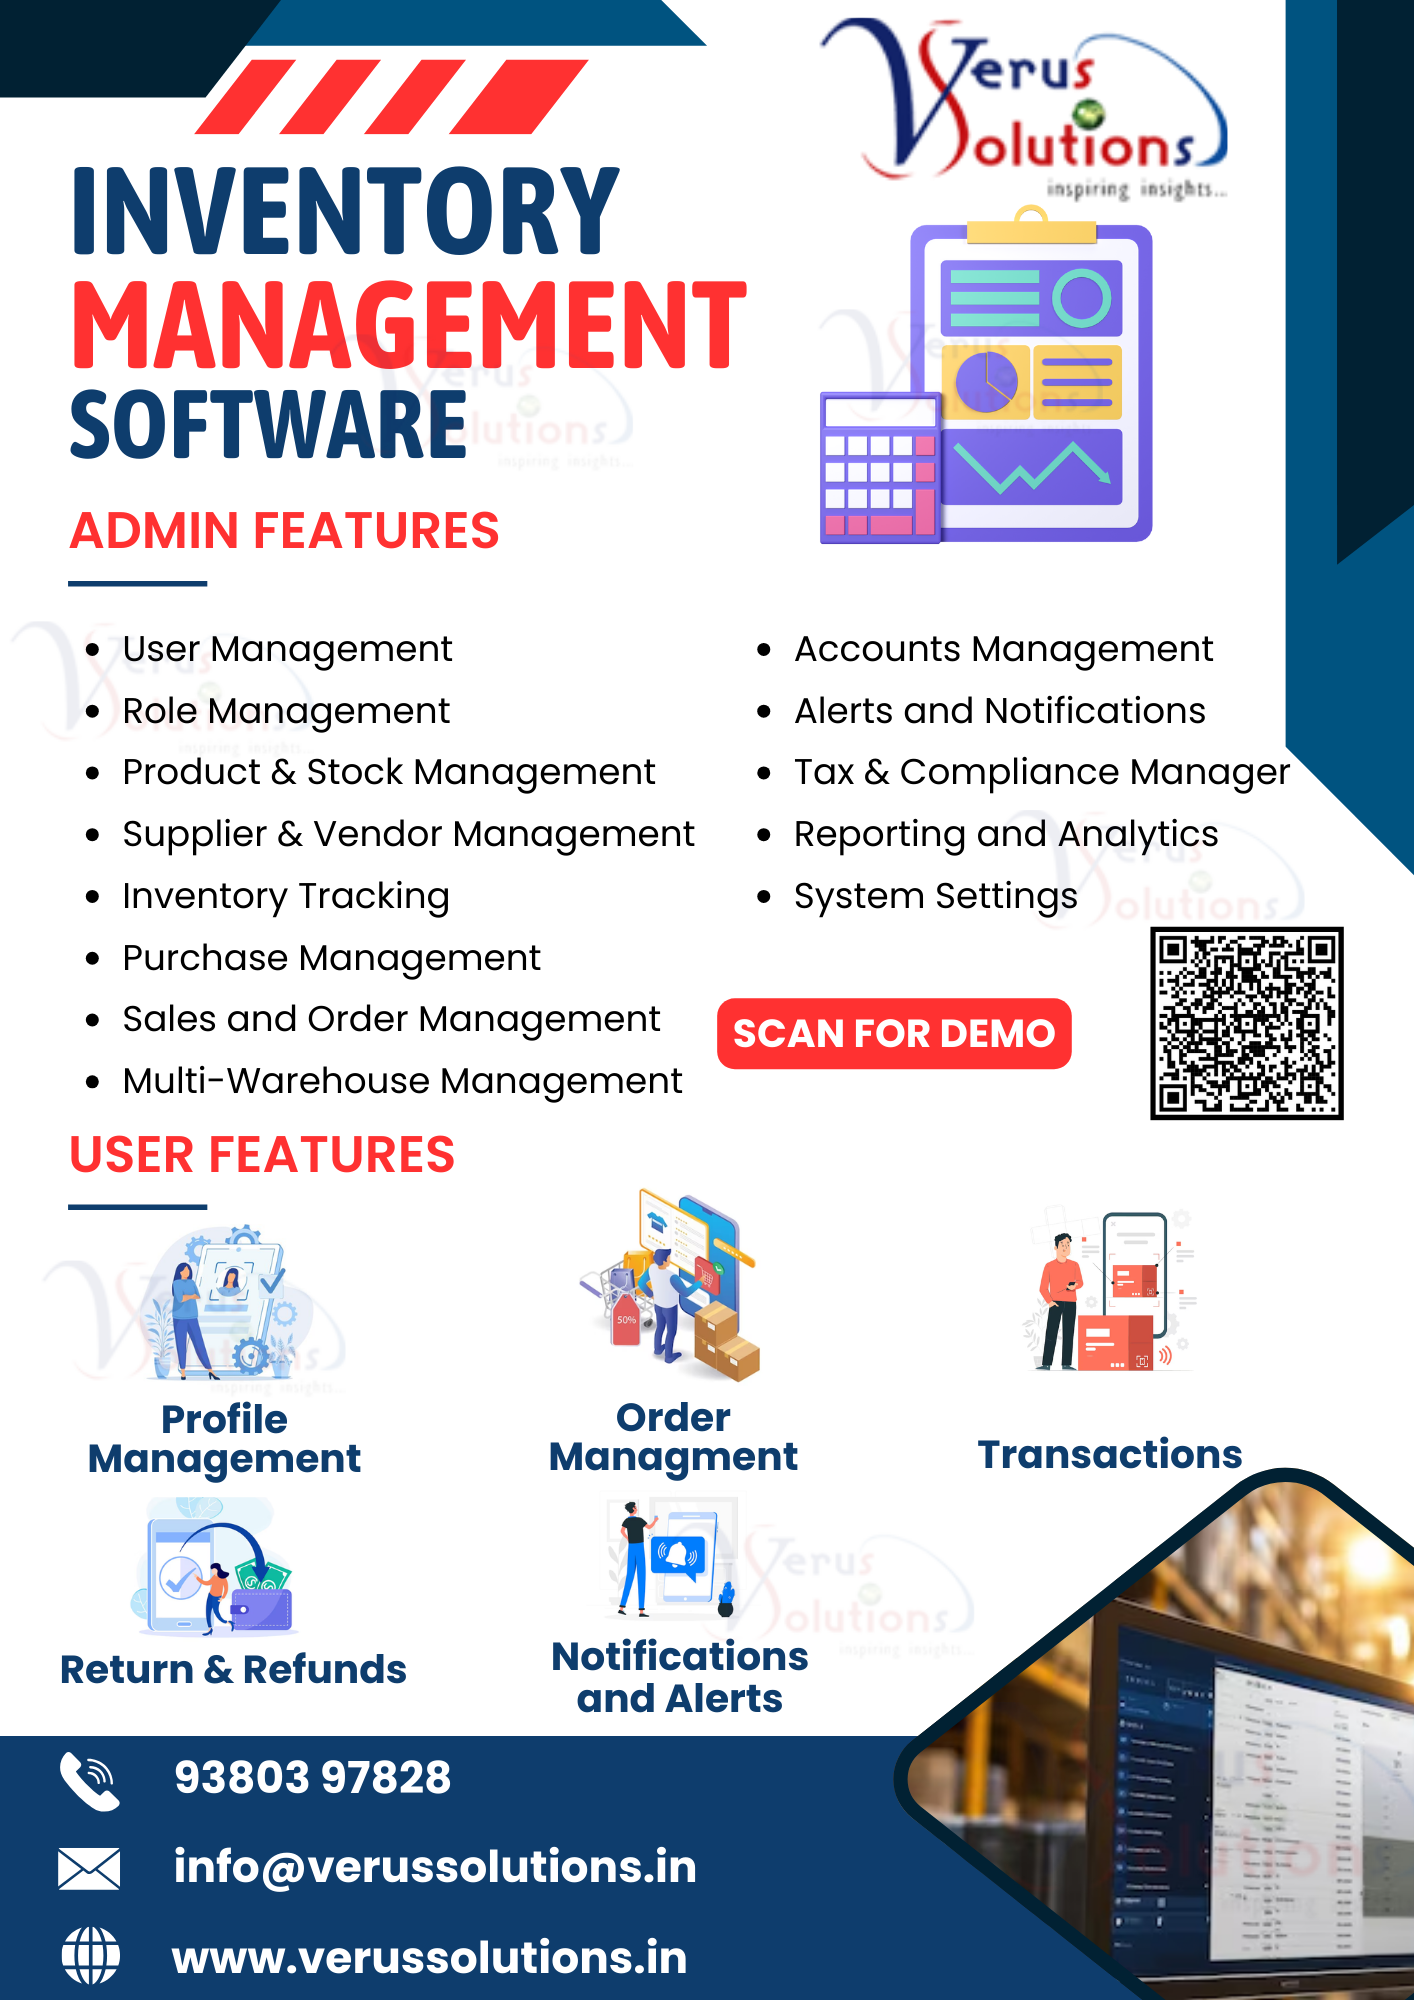 Verus
Solutions
inspiring insights...
INVENTORY
MANAGEMENT
SOFTWARE
ADMIN FEATURES
• User Management
• Role Management
• Product & Stock Management
• Supplier & Vendor Management
• Inventory Tracking
• Purchase Management
• Sales and Order Management
• Multi-Warehouse Management
• Accounts Management
• Alerts and Notifications
• Tax & Compliance Manager
• Reporting and Analytics
• System Settings
SCAN FOR DEMO
USER FEATURES
50%
Profile
Management
Order
Managment
Transactions
Return & Refunds
Notifications
and Alerts
93803 97828
info@verussolutions.in
www.verussolutions.in